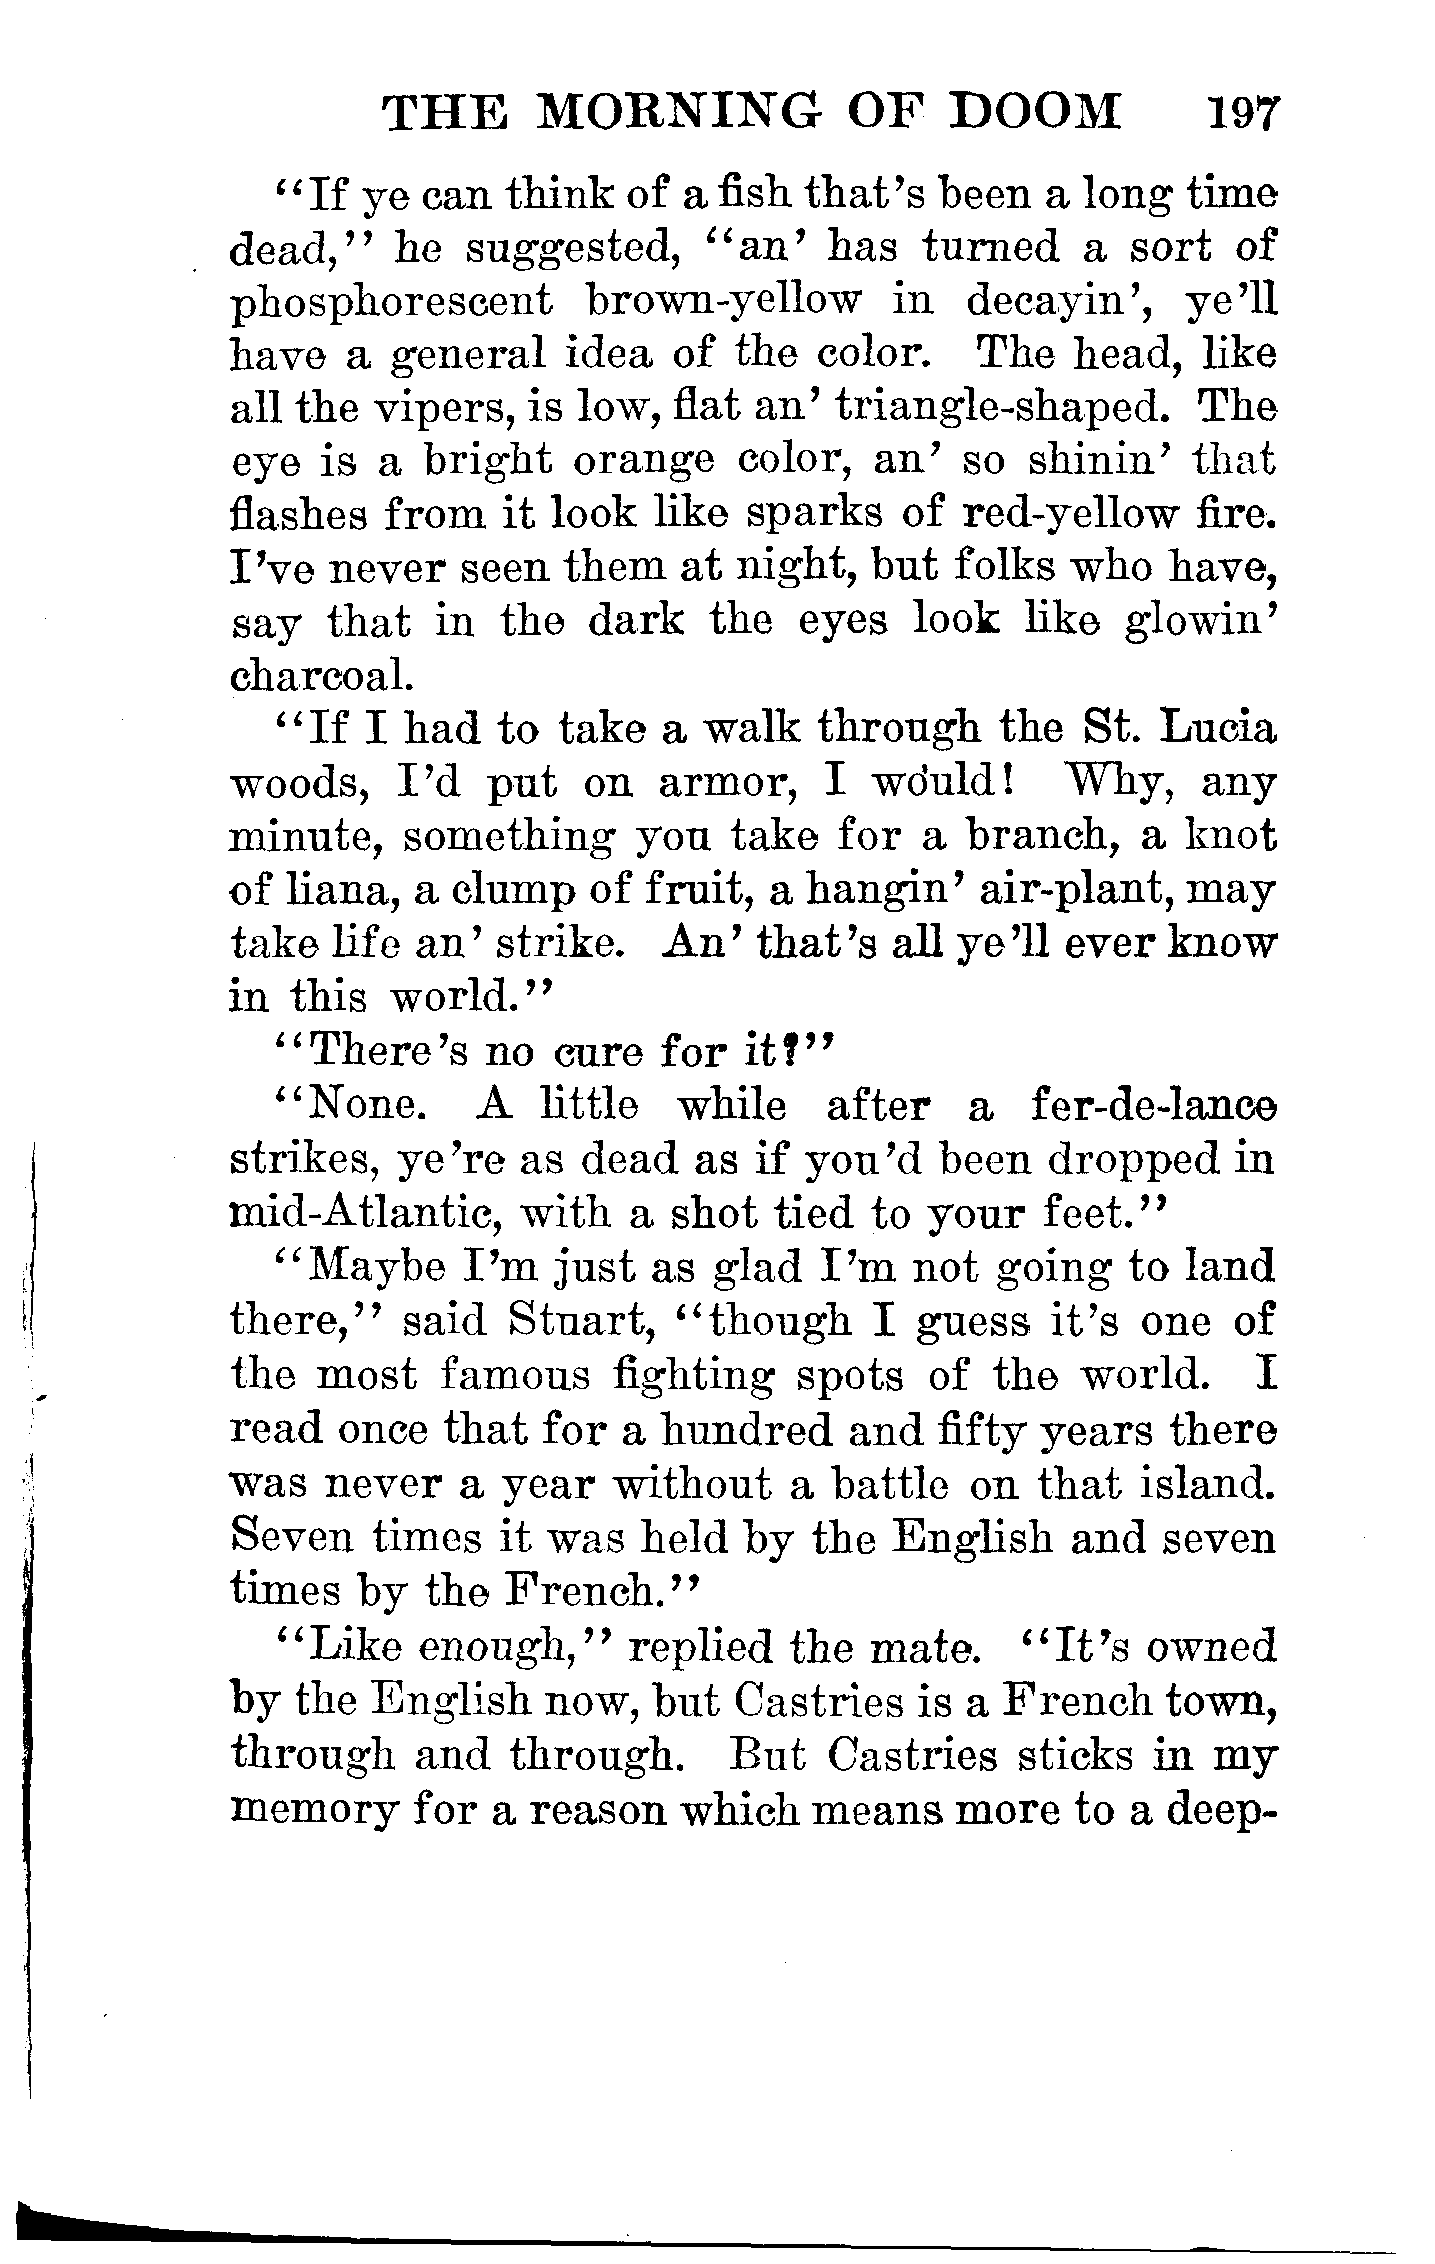 THE MORNING OF DOOM 197
"If ye can think of a fish that's been a long time
dead," he suggested, "an' has turned a sort of
phosphorescent brown-yellow in decayin', ye'll
have a general idea of the color. The head, like
all the vipers, is low, flat an' triangle-shaped. The
eye is a bright orange color, an' so shinin' that
flashes from it look like sparks of red-yellow fire.
I've never seen them at night, but folks who have,
say that in the dark the eyes look like glowin'
charcoal.
"If I had to take a walk through the St. Lucia
woods, I'd put on armor, I would! Why, any
minute, something you take for a branch, a knot
of liana, a clump of fruit, a hangin' air-plant, may
take life an' strike. An' that's all ye'll ever know
in this world."
"There's no cure for it?"
"None. A little while after a fer-de-lance
strikes, ye're as dead as if you'd been dropped in
mid-Atlantic, with a shot tied to your feet."
"Maybe I'm just as glad I'm not going to land
there," said Stuart, "though I guess it's one of
the most famous fighting spots of the world. I
read once that for a hundred and fifty years there
was never a year without a battle on that island.
Seven times it was held by the English and seven
times by the French."
"Like enough," replied the mate. "It's owned
by the English now, but Castries is a French town,
through and through. But Castries sticks in my
memory for a reason which means more to a deep-